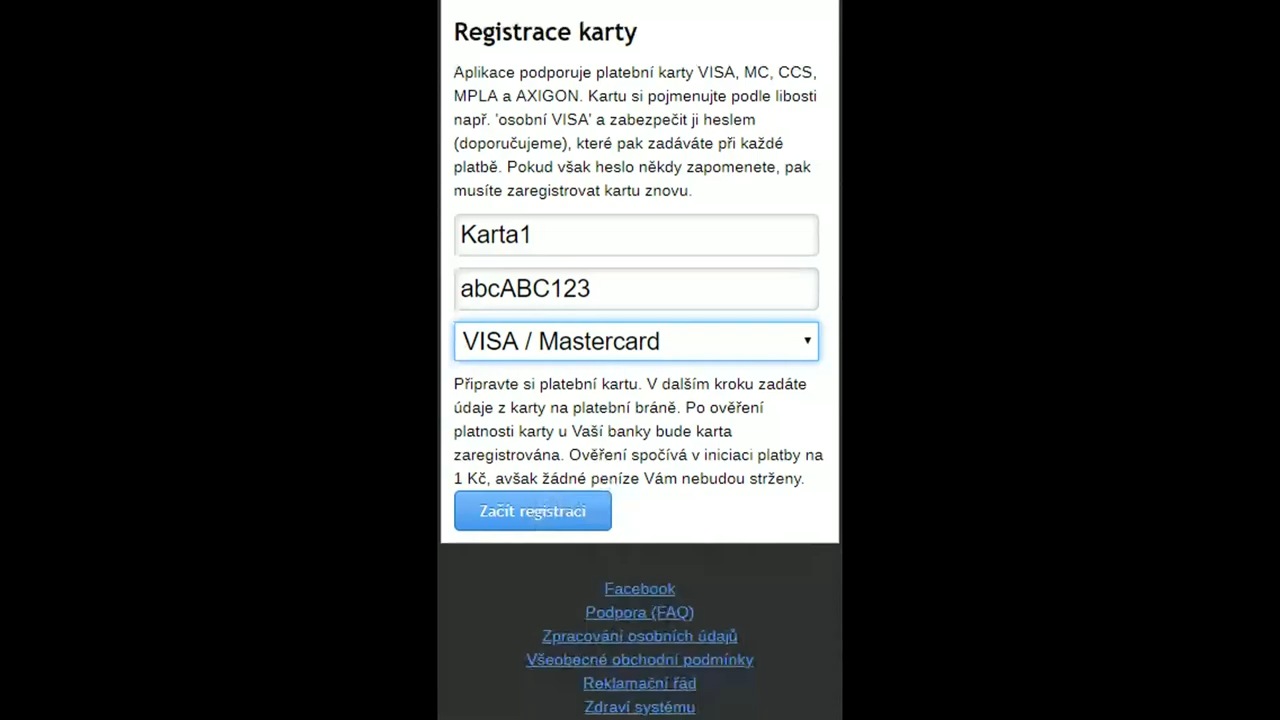 Registrace karty
Aplikace podporuje platební karty VISA, MC, CCS,
MPLA a AXIGON. Kartu si pojmenujte podle libosti
např. 'osobní VISA' a zabezpečit ji heslem
(doporučujeme), které pak zadáváte při každé
platbě. Pokud však heslo někdy zapomenete, pak
musíte zaregistrovat kartu znovu.
Karta1
abcABC123
VISA / Mastercard
Připravte si platební kartu. V dalším kroku zadáte
údaje z karty na platební bráně. Po ověření
platnosti karty u Vaší banky bude karta
zaregistrována. Ověření spočívá v iniciaci platby na
1 Kč, avšak žádné peníze Vám nebudou strženy.
Začít registraci
Facebook
Podpora (FAQ)
Zpracování osobních údajů
Všeobecné obchodní podmínky
Reklamační řád
Zdraví systému